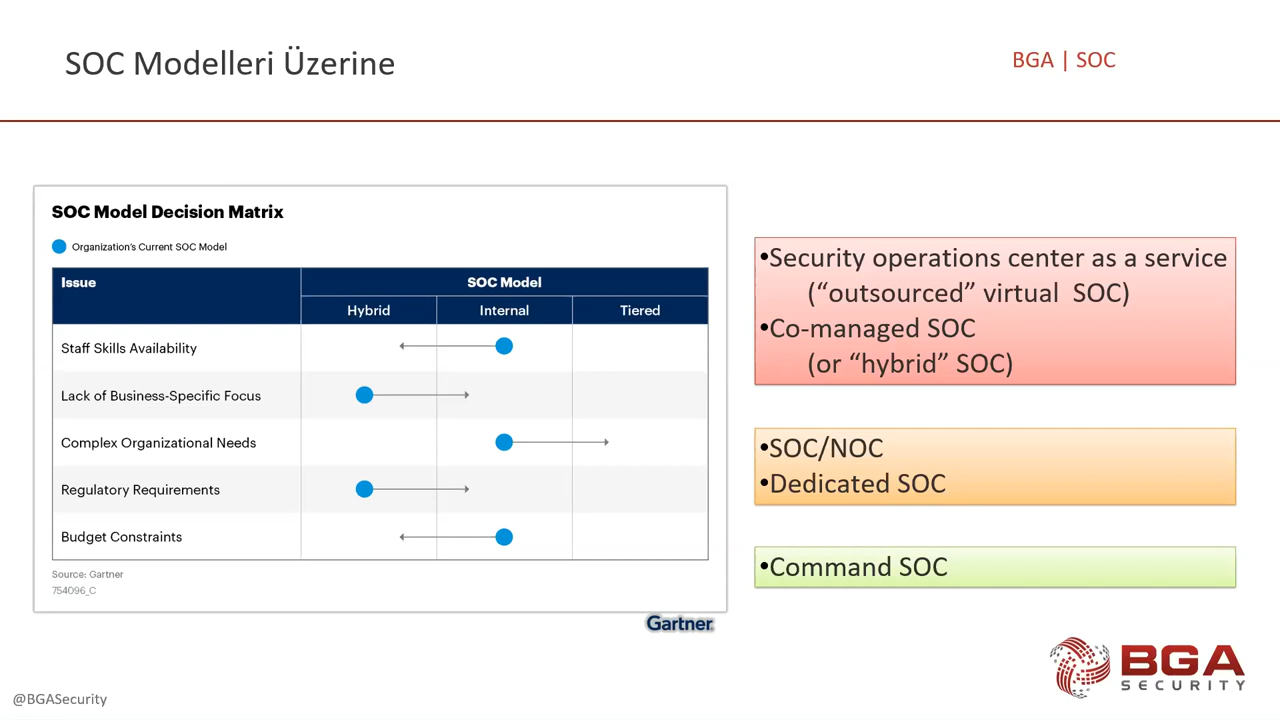 SOC Modelleri Üzerine
BGA | SOC
SOC Model Decision Matrix
Organization's Current SOC Model
Issue
SOC Model
Hybrid
Internal
Tiered
Staff Skills Availability
Lack of Business-Specific Focus
Complex Organizational Needs
Regulatory Requirements
Budget Constraints
Source: Gartner
754096_C
Gartner
•Security operations center as a service
(“outsourced” virtual SOC)
•Co-managed SOC
(or “hybrid” SOC)
•SOC/NOC
•Dedicated SOC
•Command SOC
BGA
SECURITY
@BGASecurity